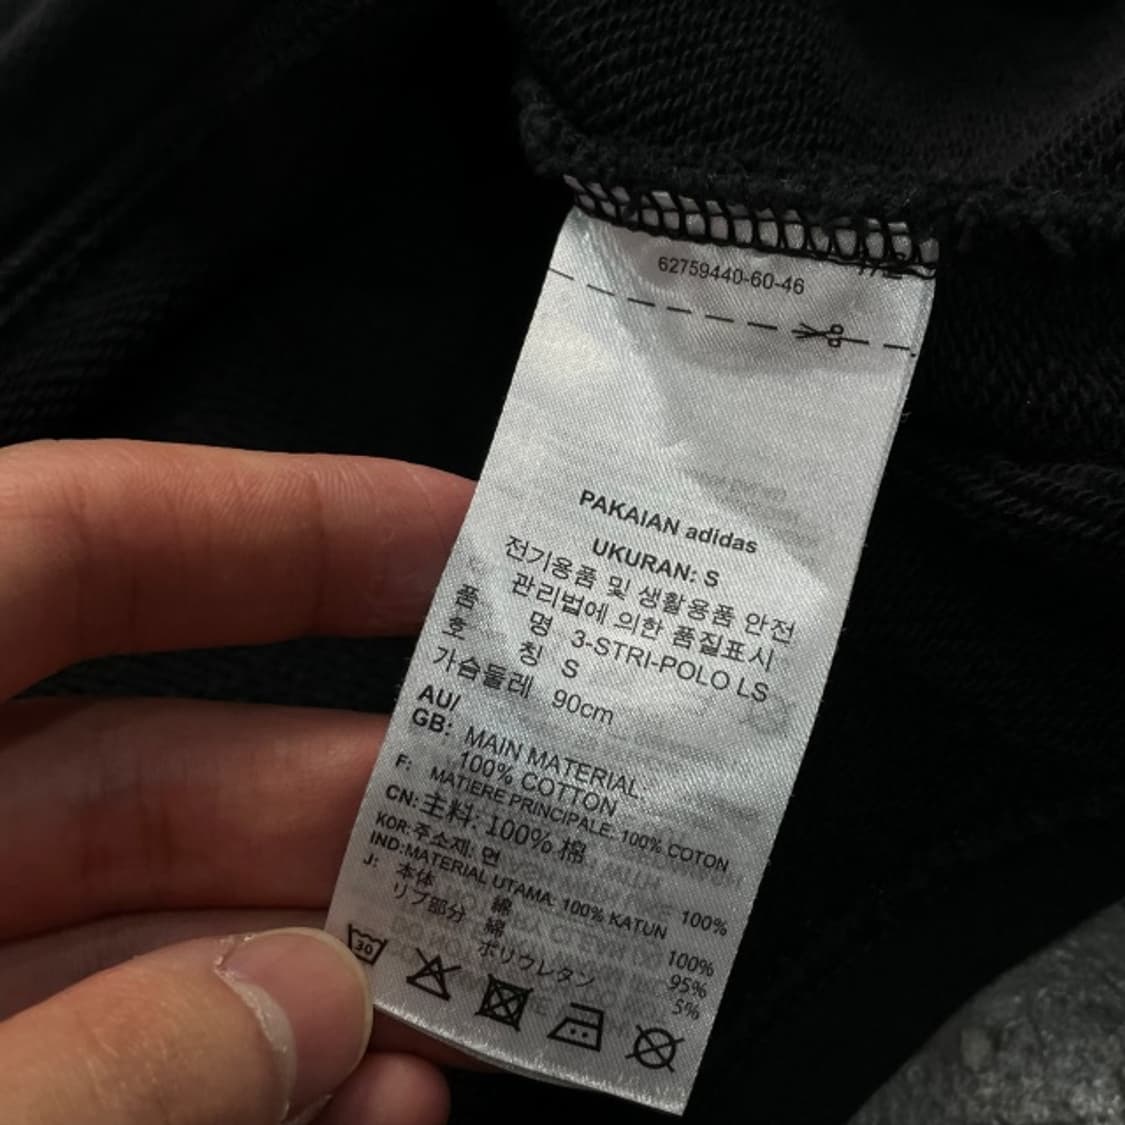 62759440-60-46
PAKAIAN adidas
UKURAN: S
전기용품 및 생활용품 안전
관리법에 의한 품질표시
품 명 3-STRI-POLO LS
호 칭 S
가슴둘레 90cm
AU/
GB: MAIN MATERIAL:
100% COTTON
F: MATIERE PRINCIPALE: 100% COTON
CN: 主料: 100% 棉
KOR: 주소재: 면 100%
IND: MATERIAL UTAMA: 100% KATUN
J: 本体 綿 100%
リブ部分 綿 95%
ポリウレタン 5%
30